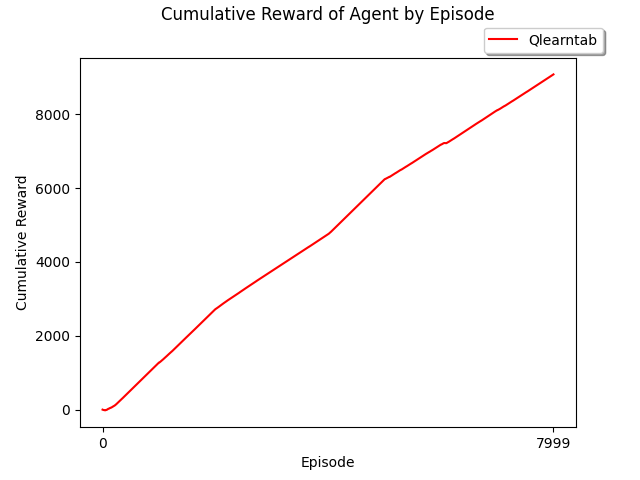 Cumulative Reward of Agent by Episode
Qlearntab
8000
6000
4000
2000
0
Cumulative Reward
0
7999
Episode